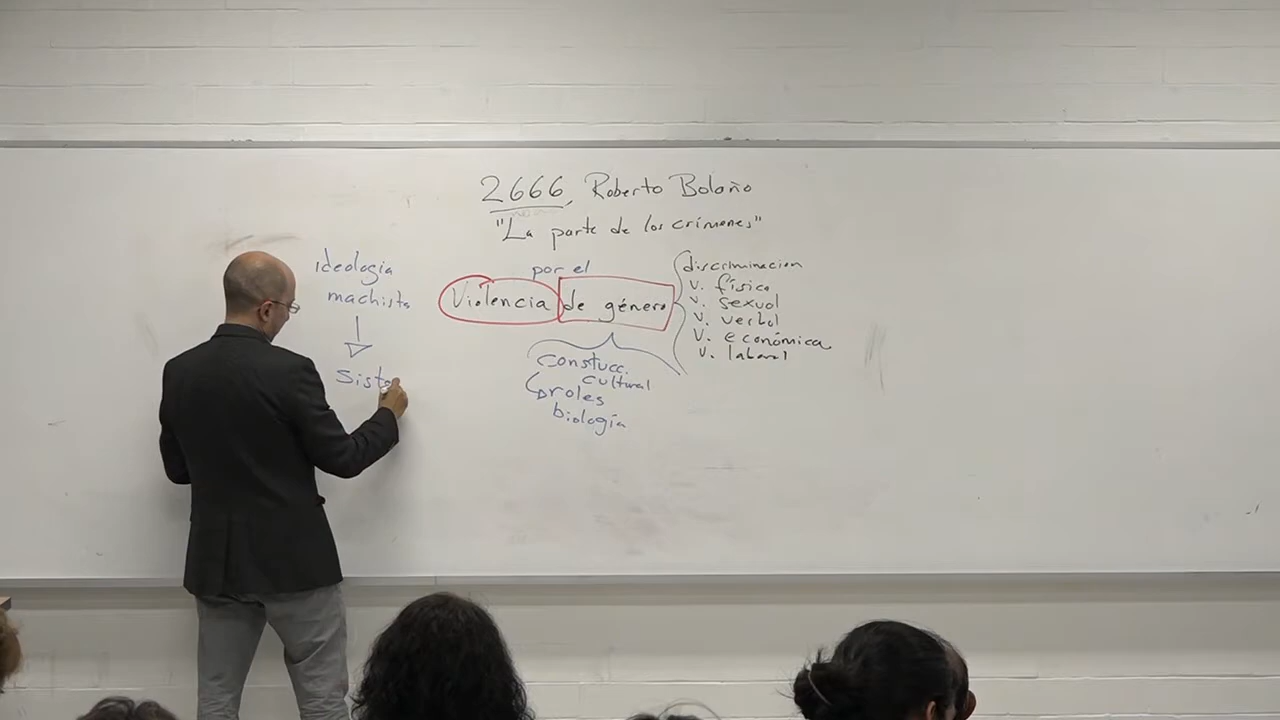 2666, Roberto Bolaño
"La parte de los crímenes"
ideología
machista
Sist
por el
Violencia de género
discriminacion
v. física
v. sexual
v. verbal
v. económica
v. laboral
constucc.
cultural
roles
biología